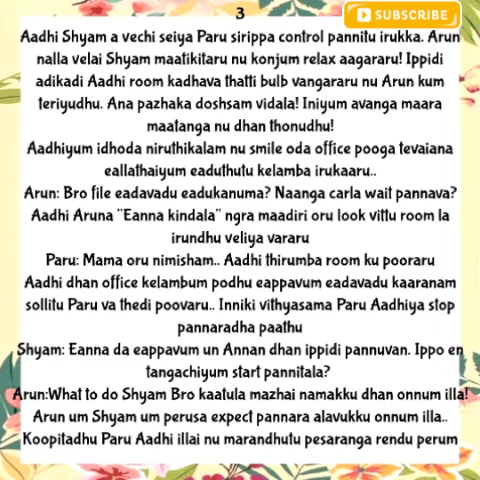 3
SUBSCRIBE
Aadhi Shyam a vechi seiya Paru sirippa control pannitu irukka. Arun
nalla velai Shyam maatikitaru nu konjum relax aagararu! Ippidi
adikadi Aadhi room kadhava thatti bulb vangararu nu Arun kum
teriyudhu. Ana pazhaka doshsam vidala! Iniyum avanga maara
maatanga nu dhan thonudhu!
Aadhiyum idhoda niruthikalam nu smile oda office pooga tevaiana
eallathaiyum eaduthutu kelamba irukaaru..
Arun: Bro file eadavadu eadukanuma? Naanga carla wait pannava?
Aadhi Aruna "Eanna kindala" ngra maadiri oru look vittu room la
irundhu veliya vararu
Paru: Mama oru nimisham.. Aadhi thirumba room ku pooraru
Aadhi dhan office kelambum podhu eappavum eadavadu kaaranam
sollitu Paru va thedi poovaru.. Inniki vithyasama Paru Aadhiya stop
pannaradha paathu
Shyam: Eanna da eappavum un Annan dhan ippidi pannuvan. Ippo en
tangachiyum start pannitala?
Arun:What to do Shyam Bro kaatula mazhai namakku dhan onnum illa!
Arun um Shyam um perusa expect pannara alavukku onnum illa..
Koopitadhu Paru Aadhi illai nu marandhutu pesaranga rendu perum